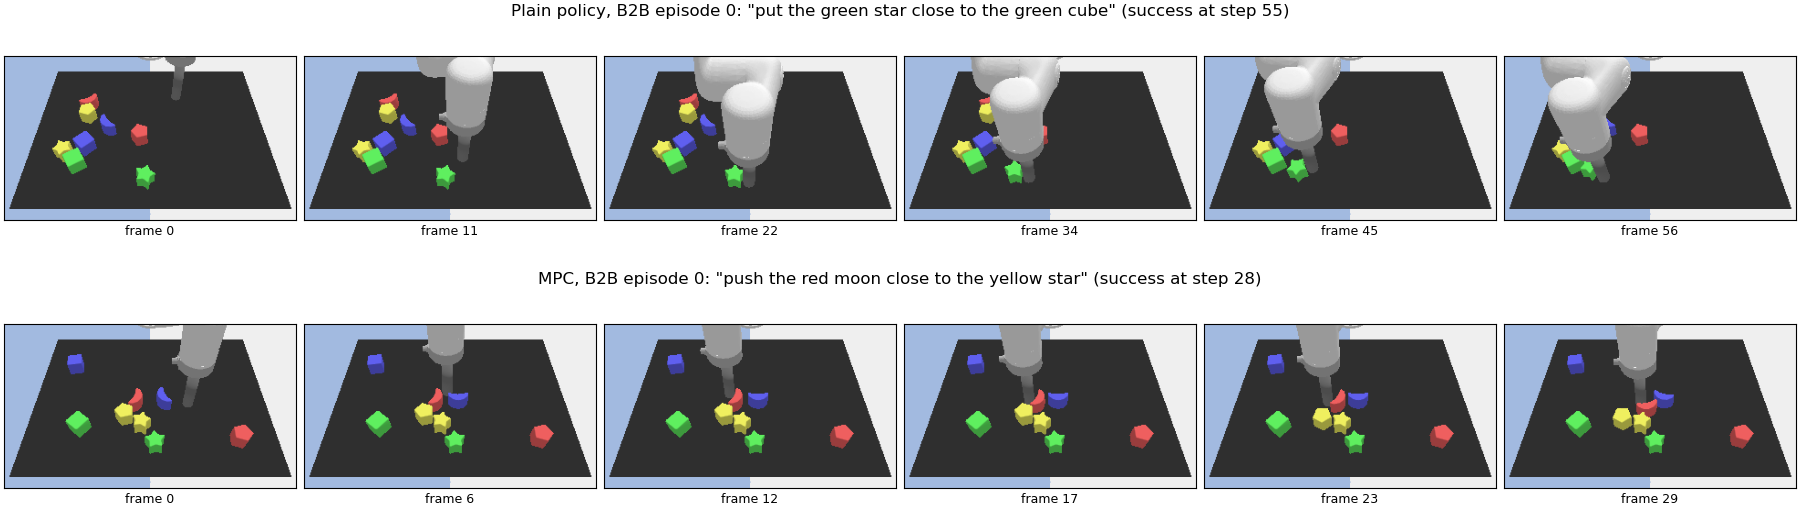 Plain policy, B2B episode 0: "put the green star close to the green cube" (success at step 55)
frame 0
frame 11
frame 22
frame 34
frame 45
frame 56
MPC, B2B episode 0: "push the red moon close to the yellow star" (success at step 28)
frame 0
frame 6
frame 12
frame 17
frame 23
frame 29